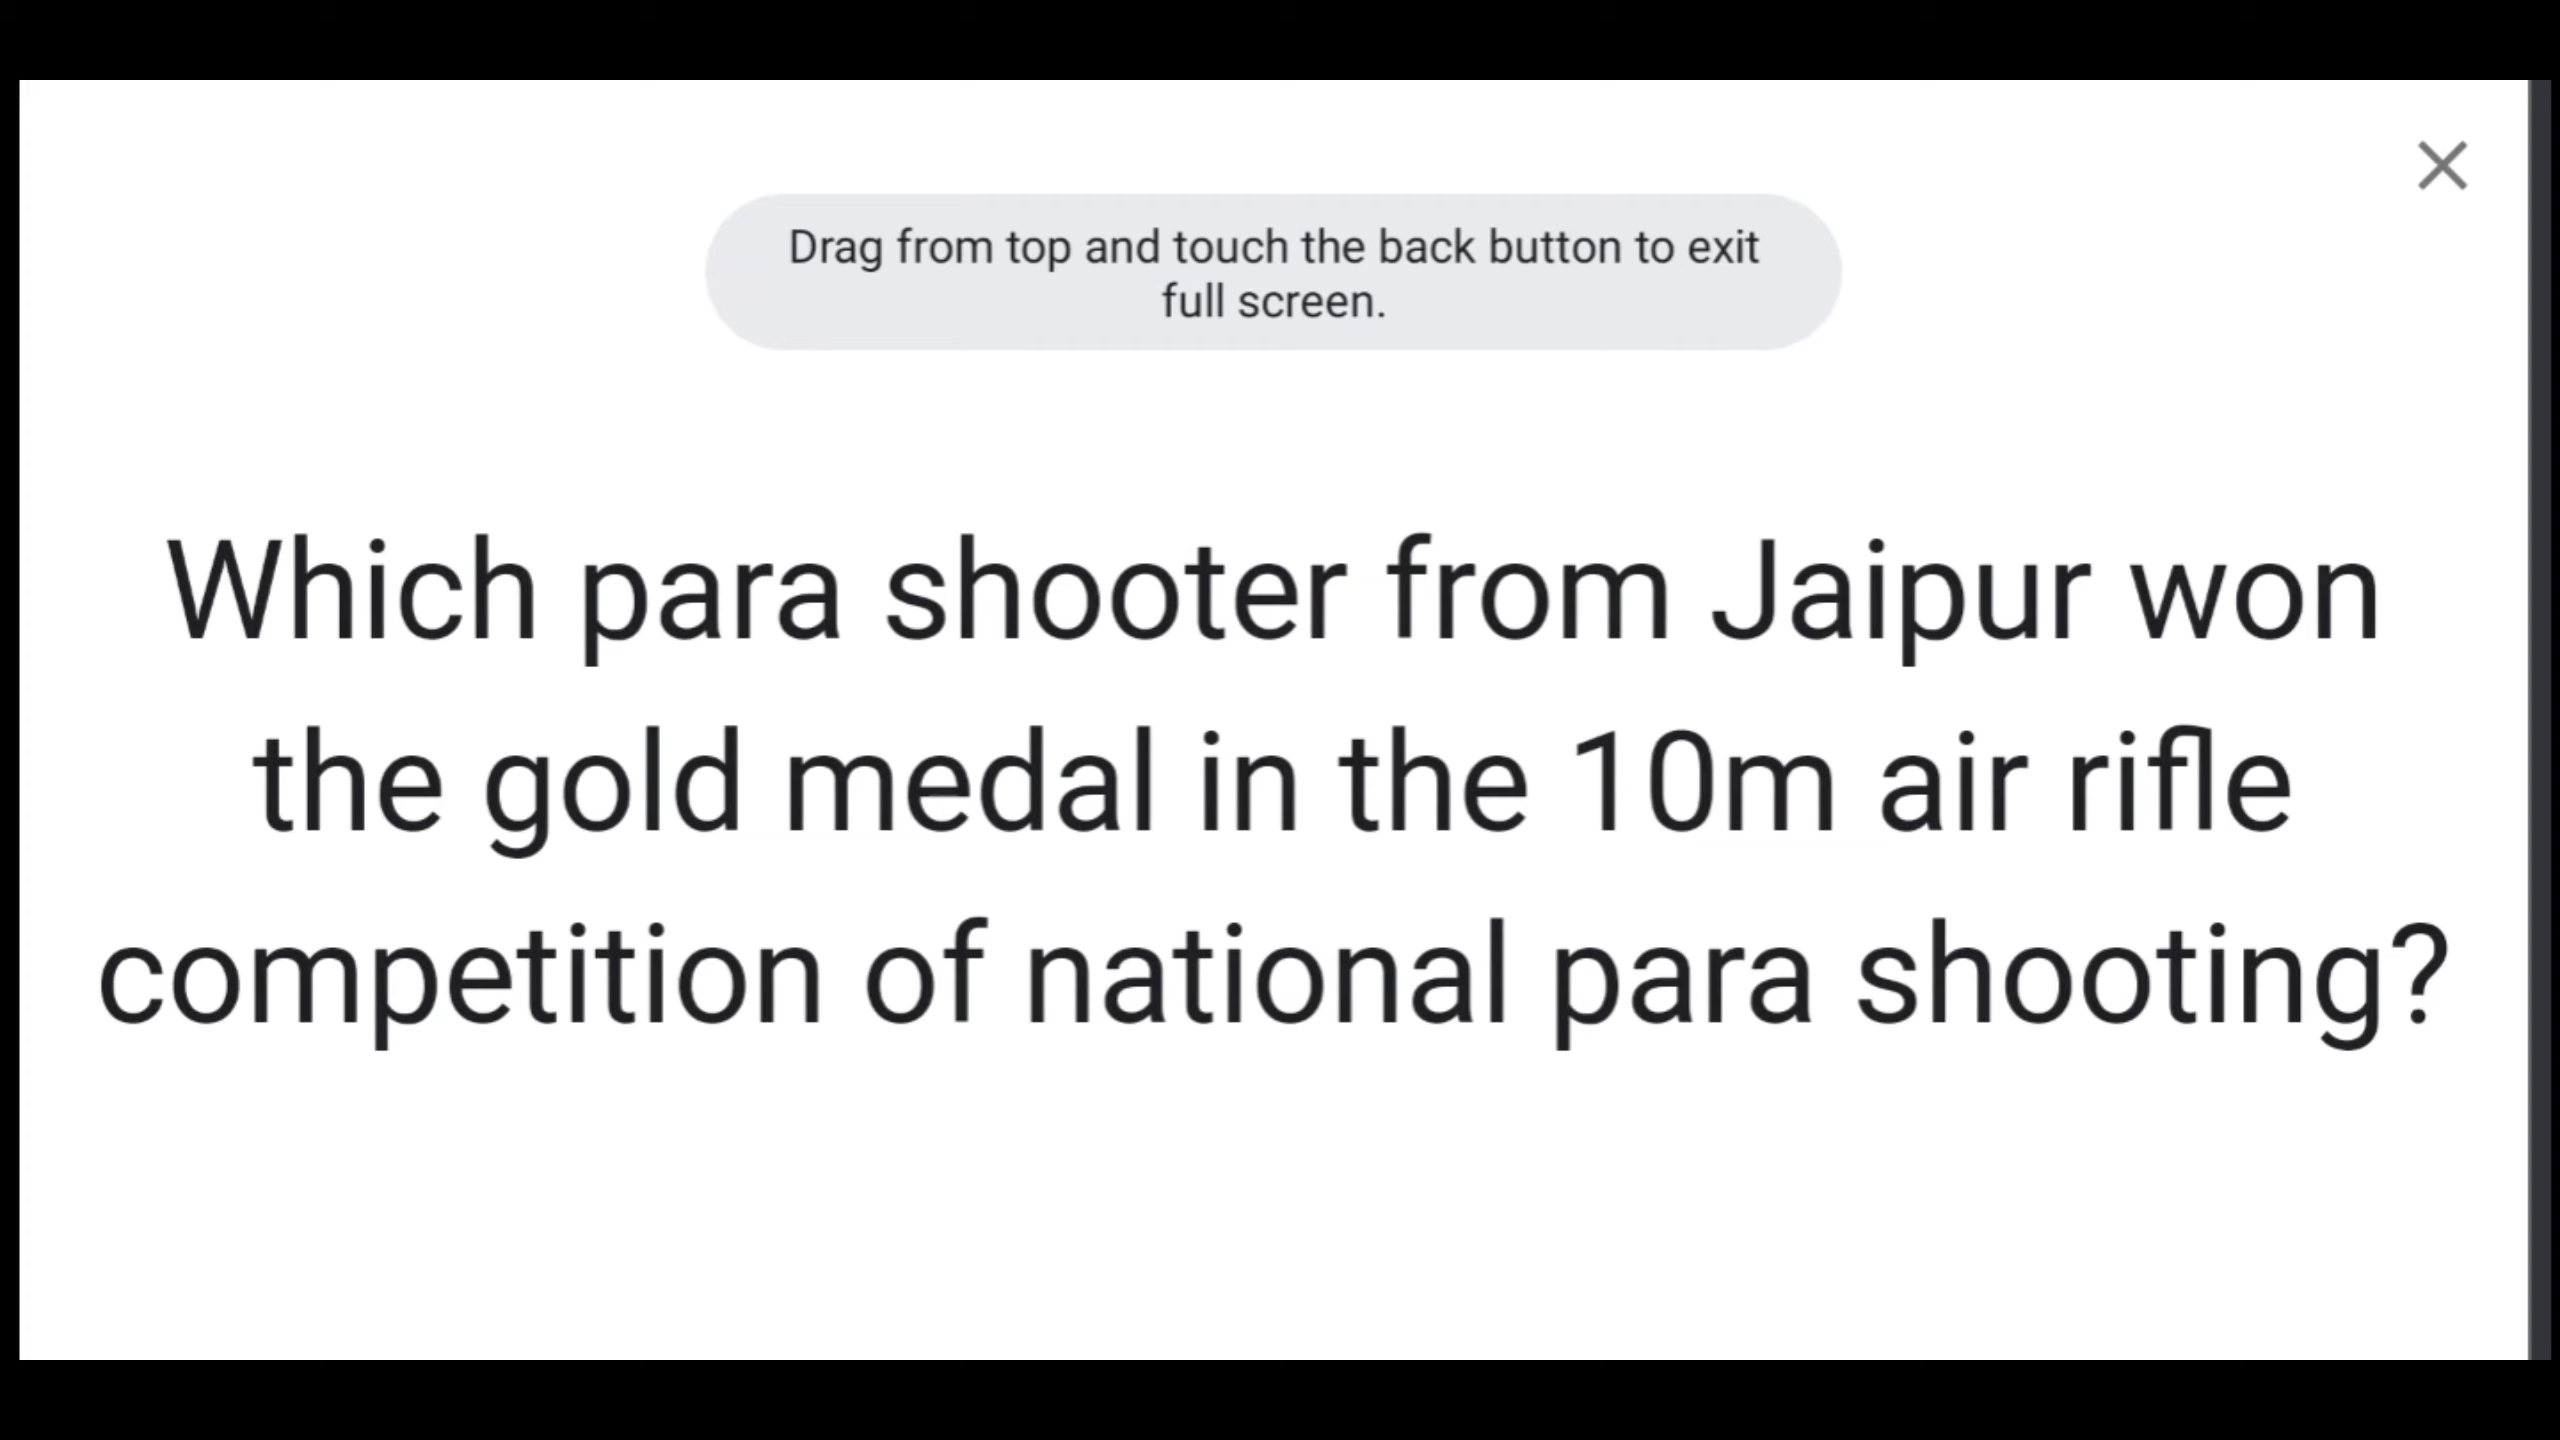 Drag from top and touch the back button to exit
full screen.
Which para shooter from Jaipur won
the gold medal in the 10m air rifle
competition of national para shooting?